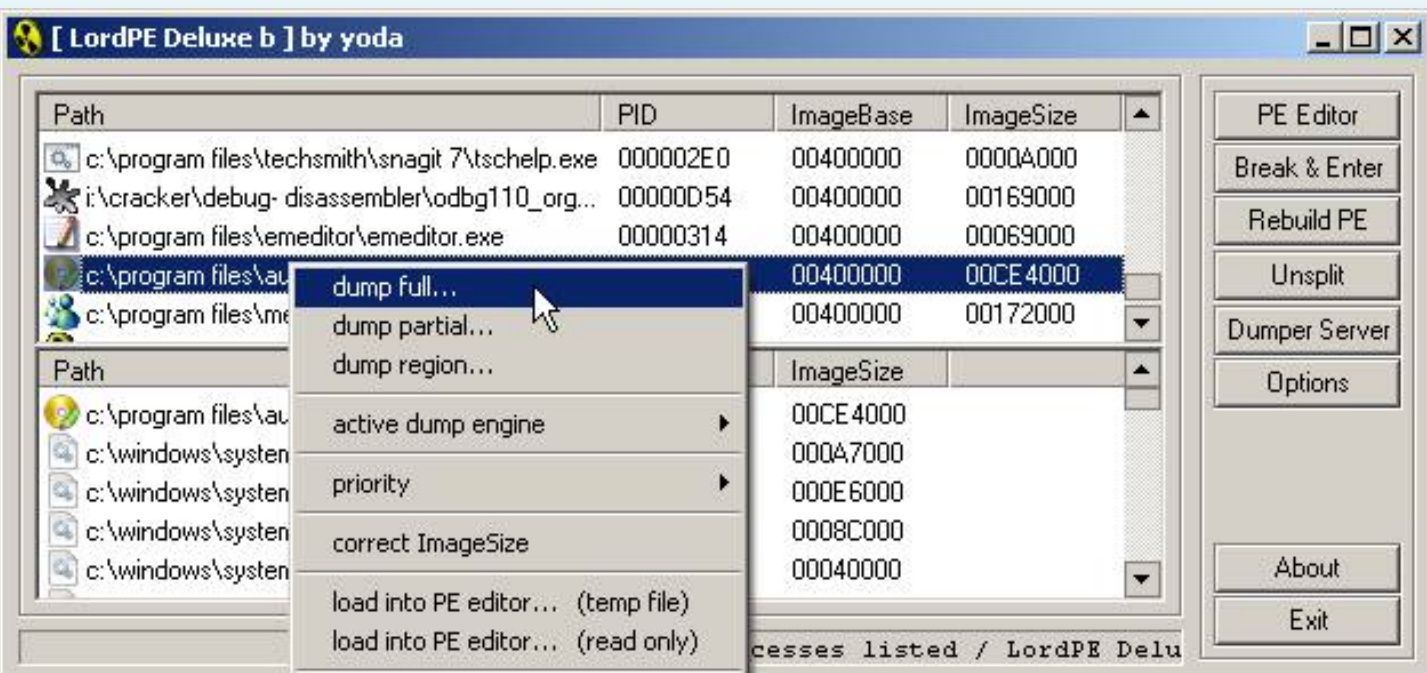 [ LordPE Deluxe b ] by yoda
Path PID ImageBase ImageSize
c:\program files\techsmith\snagit 7\tschelp.exe 000002E0 00400000 0000A000
i:\cracker\debug- disassembler\odbg110_org... 00000D54 00400000 00169000
c:\program files\emeditor\emeditor.exe 00000314 00400000 00069000
c:\program files\au 00400000 00CE4000
c:\program files\me 00400000 00172000
Path ImageSize
c:\program files\au 00CE4000
c:\windows\system 000A7000
c:\windows\system 000E6000
c:\windows\system 0008C000
c:\windows\system 00040000
dump full...
dump partial...
dump region...
active dump engine
priority
correct ImageSize
load into PE editor... (temp file)
load into PE editor... (read only)
cesses listed / LordPE Delu
PE Editor
Break & Enter
Rebuild PE
Unsplit
Dumper Server
Options
About
Exit